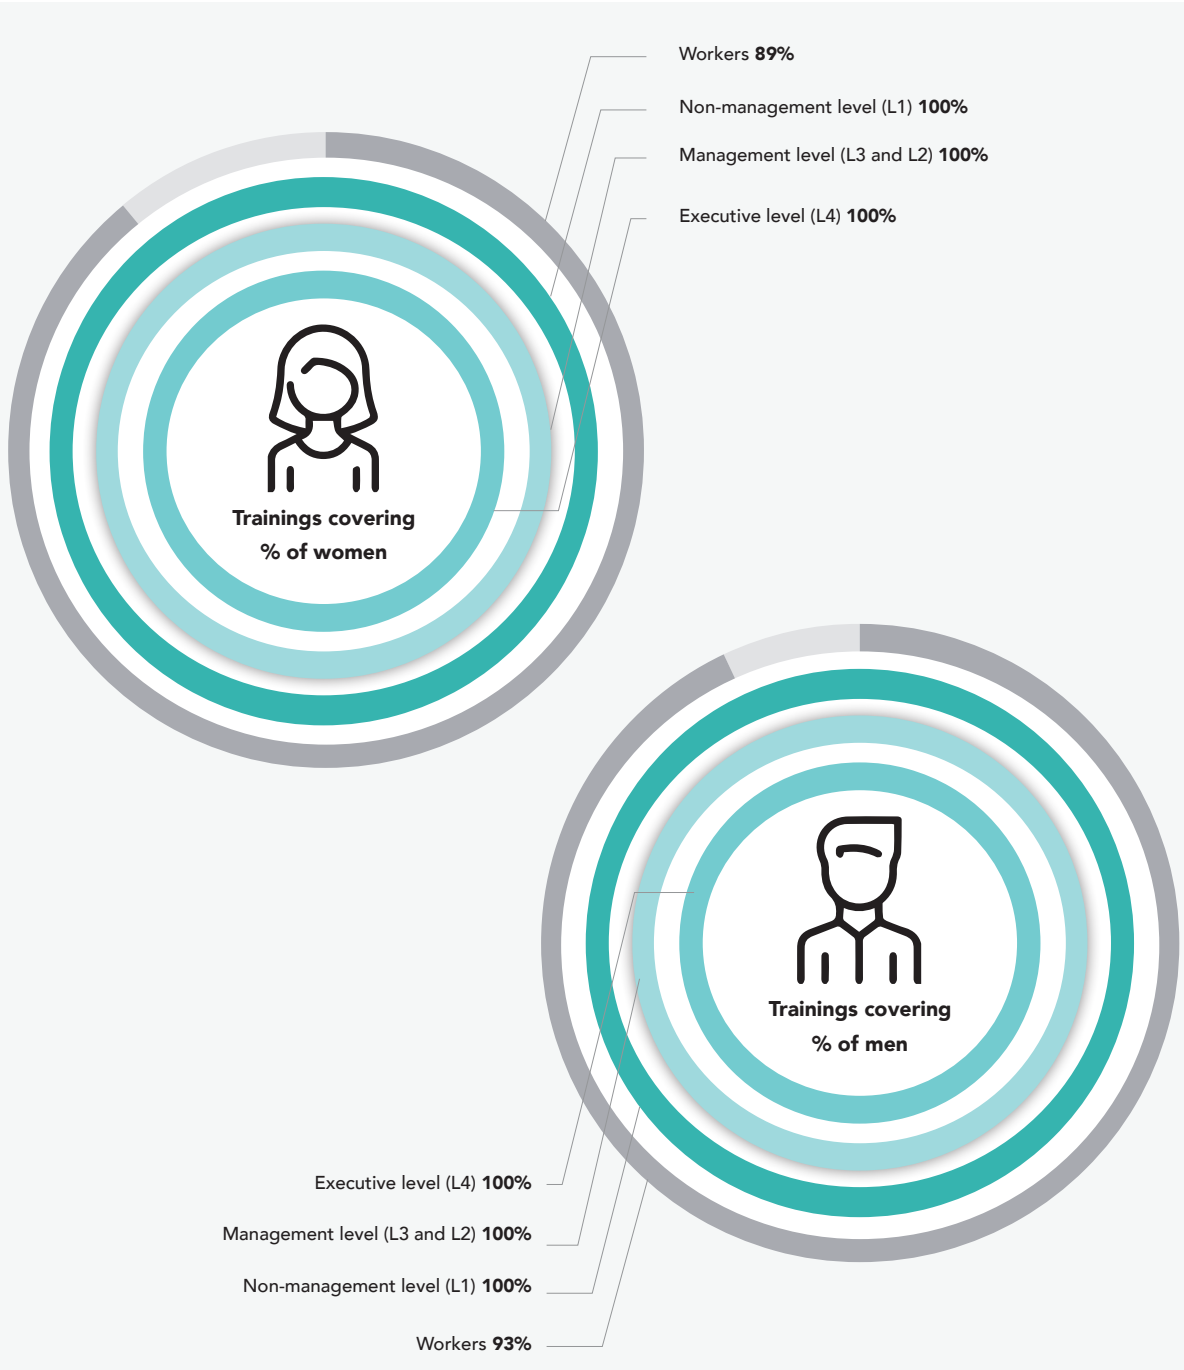 Workers 89%
Non-management level (L1) 100%
Management level (L3 and L2) 100%
Executive level (L4) 100%
Trainings covering
% of women
Trainings covering
% of men
Executive level (L4) 100%
Management level (L3 and L2) 100%
Non-management level (L1) 100%
Workers 93%